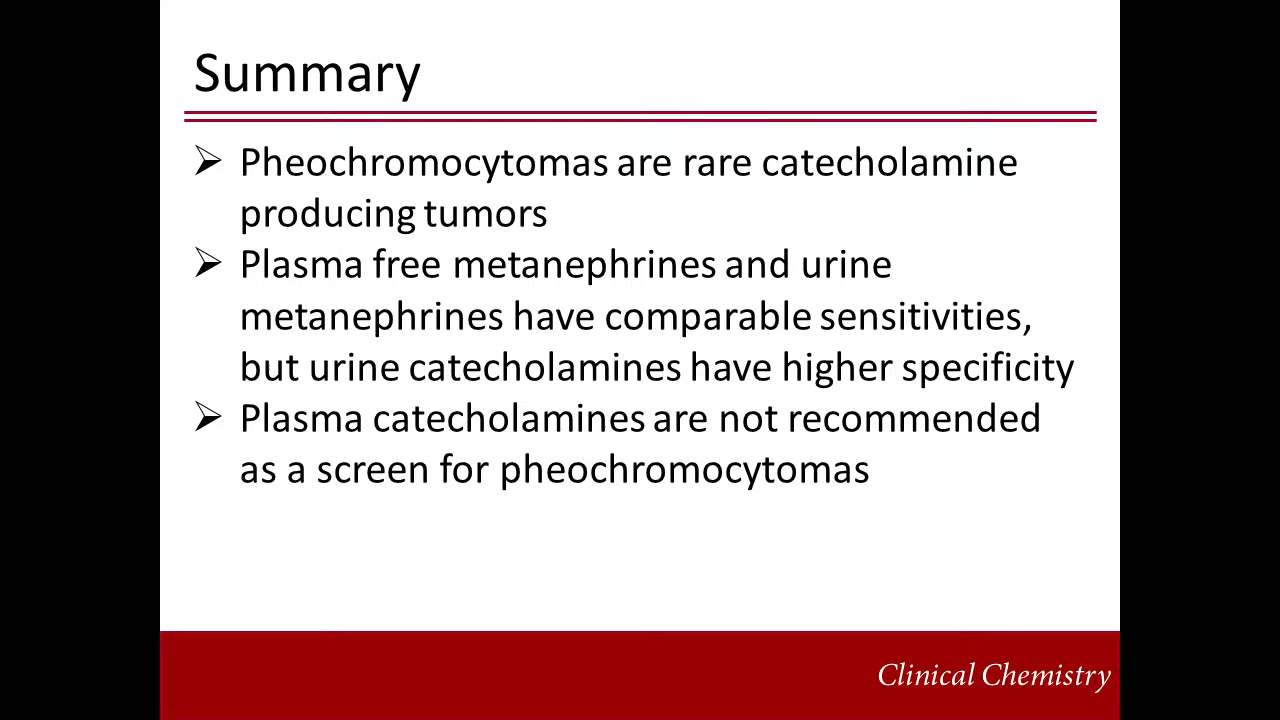 Summary
➢ Pheochromocytomas are rare catecholamine
producing tumors
➢ Plasma free metanephrines and urine
metanephrines have comparable sensitivities,
but urine catecholamines have higher specificity
➢ Plasma catecholamines are not recommended
as a screen for pheochromocytomas
Clinical Chemistry